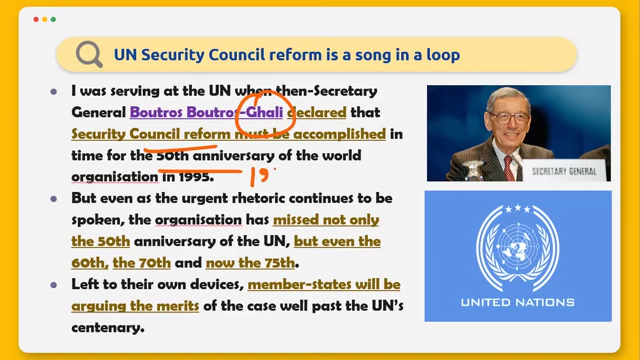 UN Security Council reform is a song in a loop
I was serving at the UN when then-Secretary
General Boutros Boutros-Ghali declared that
Security Council reform must be accomplished in
time for the 50th anniversary of the world
organisation in 1995.
19
But even as the urgent rhetoric continues to be
spoken, the organisation has missed not only
the 50th anniversary of the UN, but even the
60th, the 70th and now the 75th.
Left to their own devices, member-states will be
arguing the merits of the case well past the UN's
centenary.
SECRETARY GENERAL
UNITED NATIONS